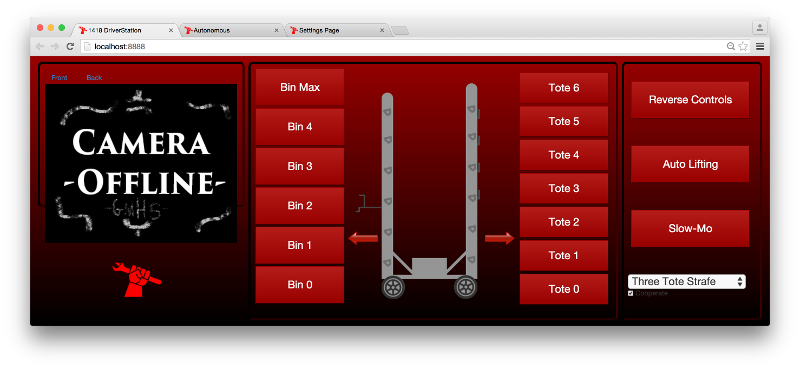 1418 DriverStation
Autonomous
Settings Page
localhost:8888
Front Back
CAMERA
-OFFLINE-
-GMHS-
Bin Max
Bin 4
Bin 3
Bin 2
Bin 1
Bin 0
Tote 6
Tote 5
Tote 4
Tote 3
Tote 2
Tote 1
Tote 0
Reverse Controls
Auto Lifting
Slow-Mo
Three Tote Strafe
Cooperate